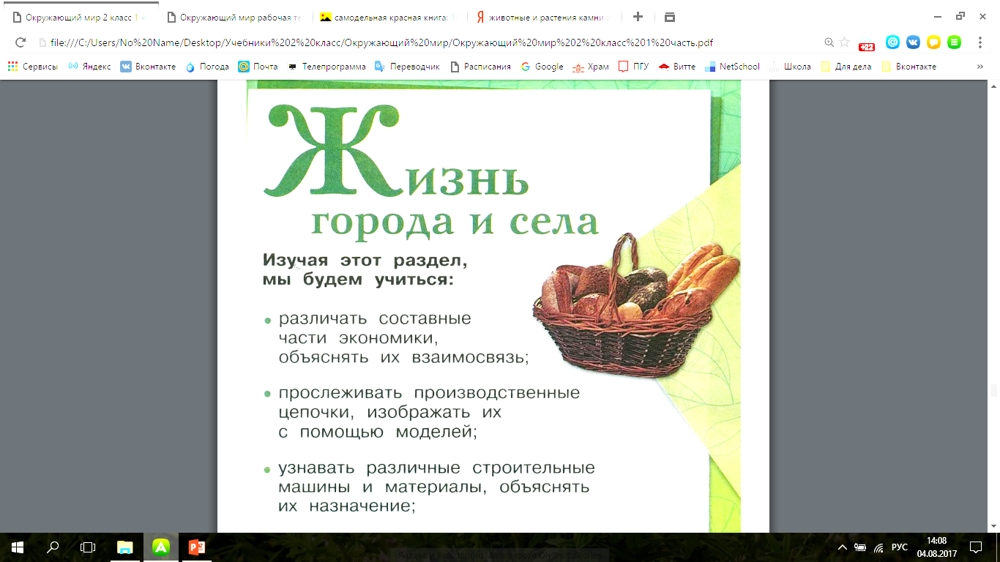 Окружающий мир 2 класс 1 ч
Окружающий мир рабочая те
самодельная красная книга: 1
животные и растения камни
file:///C:/Users/No%20Name/Desktop/Учебники%202%20класс/Окружающий%20мир/Окружающий%20мир%202%20класс%201%20часть.pdf
+22
Сервисы Яндекс Вконтакте Погода Почта Телепрограмма Переводчик Расписания Google Храм ПГУ Витте NetSchool Школа Для дела Вконтакте »
Жизнь
города и села
Изучая этот раздел,
мы будем учиться:
• различать составные
части экономики,
объяснять их взаимосвязь;
• прослеживать производственные
цепочки, изображать их
с помощью моделей;
• узнавать различные строительные
машины и материалы, объяснять
их назначение;
РУС
14:08
04.08.2017